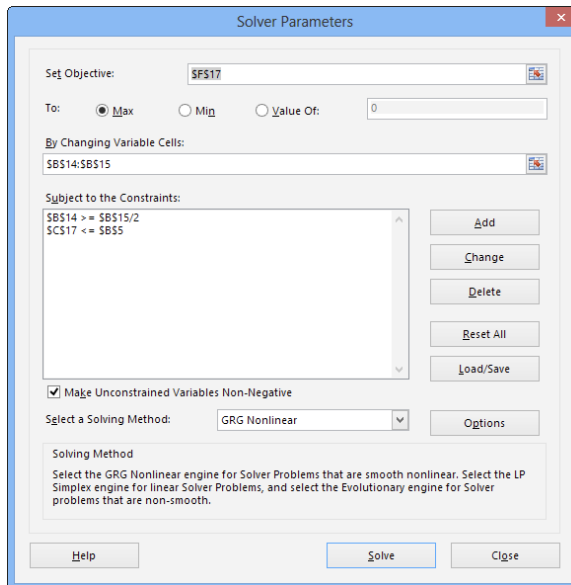 Solver Parameters
×
Set Objective:
$F$17
To:
Max
Min
Value Of:
0
By Changing Variable Cells:
$B$14:$B$15
Subject to the Constraints:
$B$14 >= $B$15/2
$C$17 <= $B$5
Add
Change
Delete
Reset All
Load/Save
Make Unconstrained Variables Non-Negative
Select a Solving Method:
GRG Nonlinear
Options
Solving Method
Select the GRG Nonlinear engine for Solver Problems that are smooth nonlinear. Select the LP
Simplex engine for linear Solver Problems, and select the Evolutionary engine for Solver
problems that are non-smooth.
Help
Solve
Close